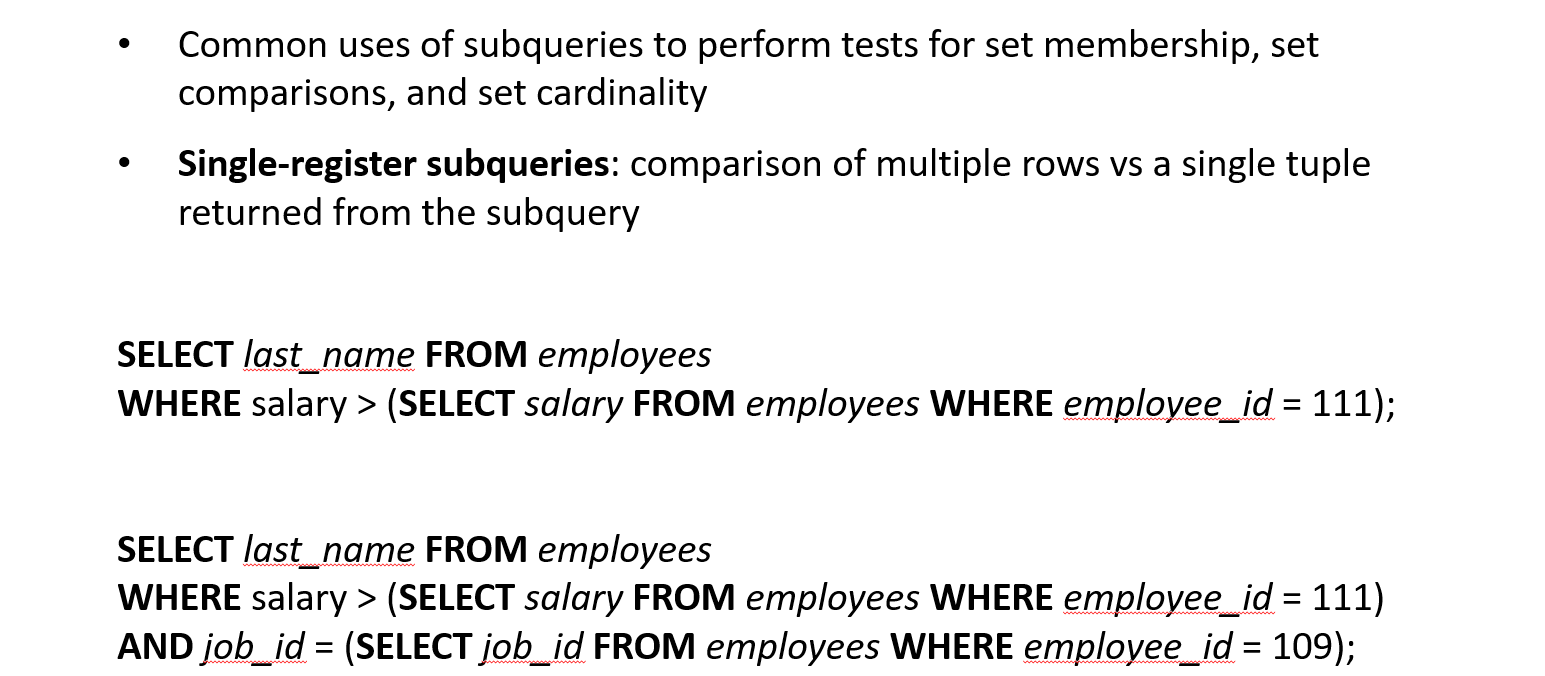 • Common uses of subqueries to perform tests for set membership, set
comparisons, and set cardinality
• Single-register subqueries: comparison of multiple rows vs a single tuple
returned from the subquery
SELECT last_name FROM employees
WHERE salary > (SELECT salary FROM employees WHERE employee_id = 111);
SELECT last_name FROM employees
WHERE salary > (SELECT salary FROM employees WHERE employee_id = 111)
AND job_id = (SELECT job_id FROM employees WHERE employee_id = 109);